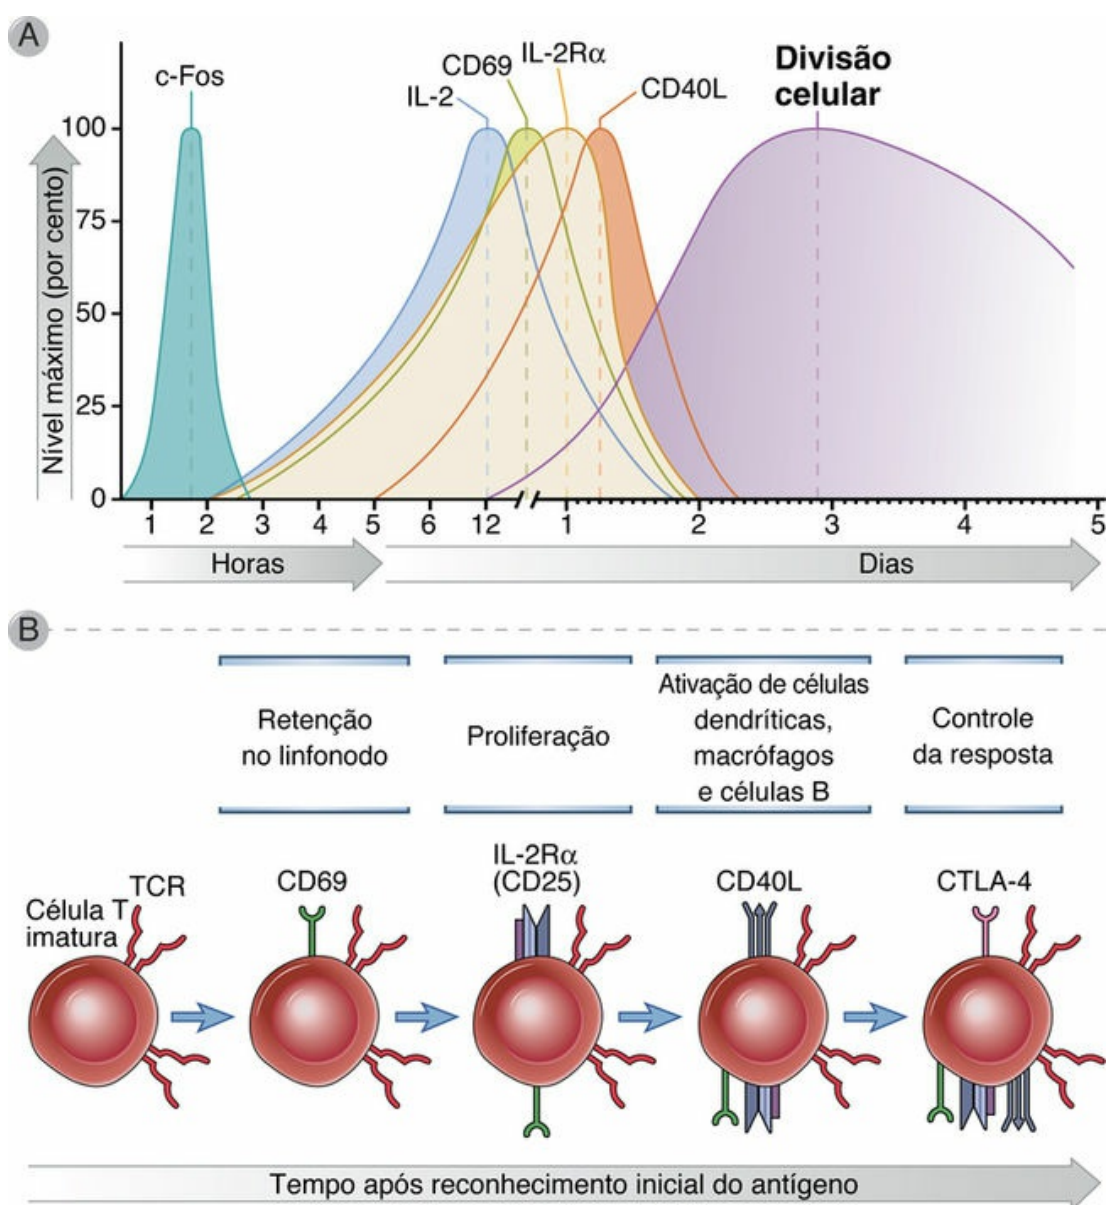 A
c-Fos
IL-2
CD69
IL-2Rα
CD40L
Divisão
celular
Nível máximo (por cento)
100
75
50
25
0
1 2 3 4 5 6 12 1 2 3 4 5
Horas
Dias
B
Retenção
no linfonodo
Proliferação
Ativação de células
dendríticas,
macrófagos
e células B
Controle
da resposta
Célula T
imatura
TCR
CD69
IL-2Rα
(CD25)
CD40L
CTLA-4
Tempo após reconhecimento inicial do antígeno